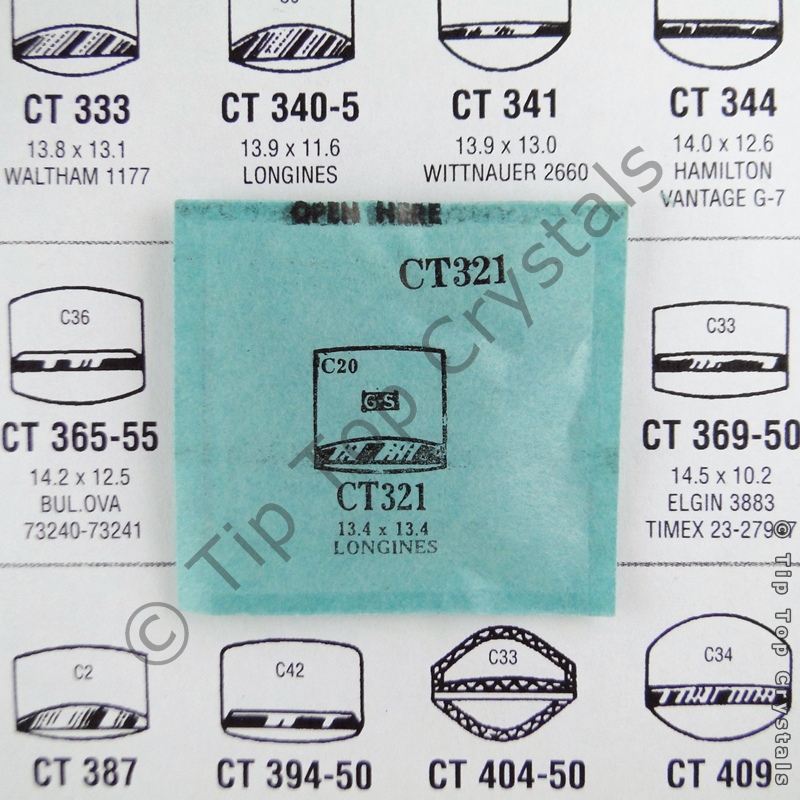 CT 333
13.8 x 13.1
WALTHAM 1177
CT 340-5
13.9 x 11.6
LONGINES
CT 341
13.9 x 13.0
WITTNAUER 2660
CT 344
14.0 x 12.6
HAMILTON
VANTAGE G-7
OPEN HERE
CT321
C20
G-S
CT321
13.4 x 13.4
LONGINES
C36
CT 365-55
14.2 x 12.5
BUL.OVA
73240-73241
C33
CT 369-50
14.5 x 10.2
ELGIN 3883
C2
CT 387
C42
CT 394-50
C33
CT 404-50
C34
CT 409
© Tip Top Crystals
© Tip Top Crystals